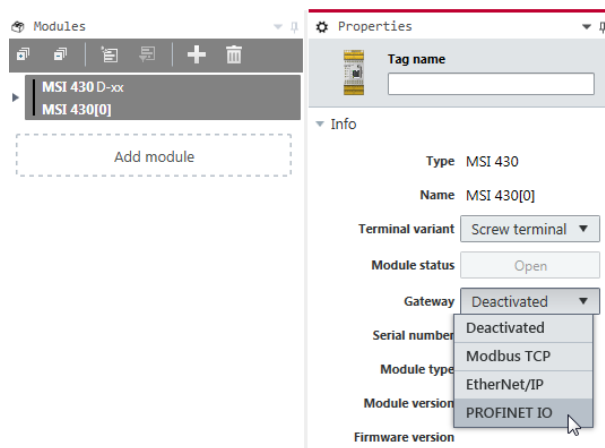 Modules
MSI 430 D-xx
MSI 430[0]
Add module
Properties
Tag name
Info
Type MSI 430
Name MSI 430[0]
Terminal variant Screw terminal
Module status Open
Gateway Deactivated
Deactivated
Serial number
Modbus TCP
Module type
EtherNet/IP
Module version
PROFINET IO
Firmware version